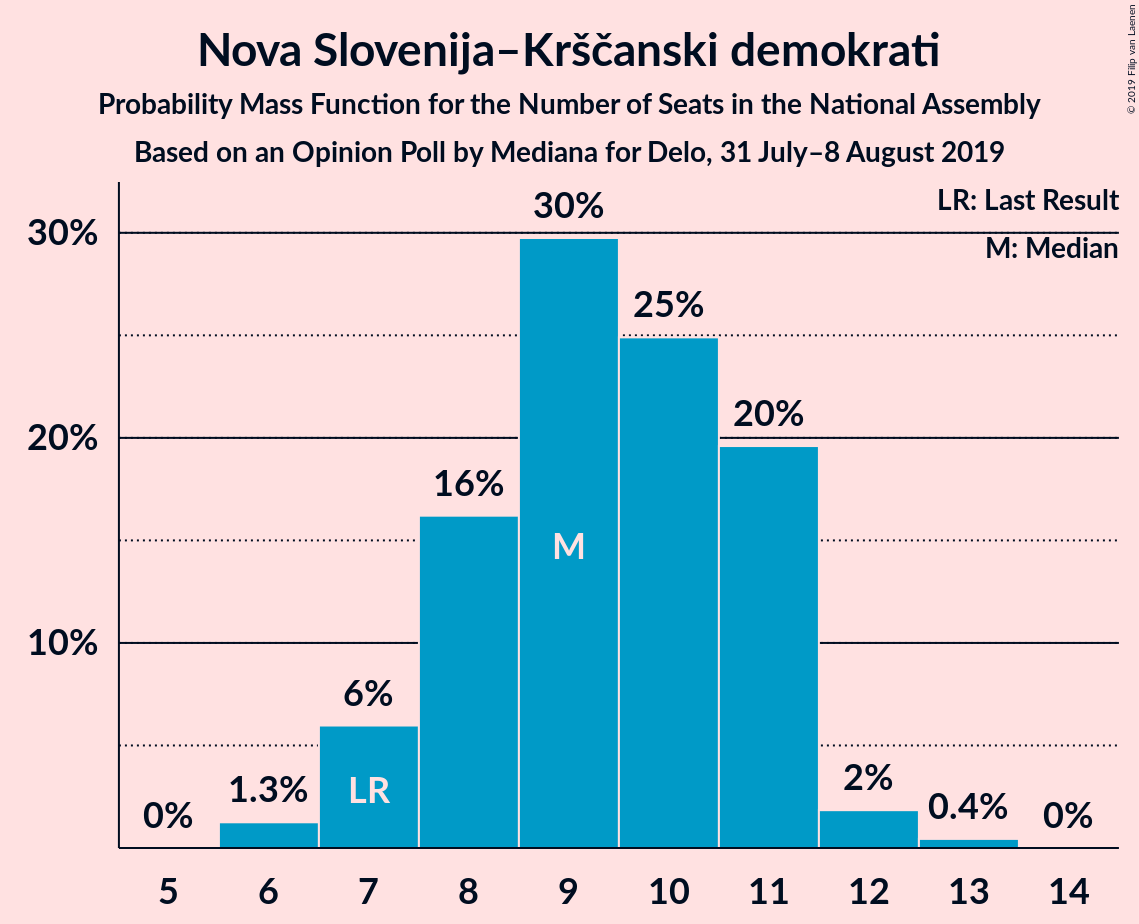 Nova Slovenija–Krščanski demokrati
Probability Mass Function for the Number of Seats in the National Assembly
Based on an Opinion Poll by Mediana for Delo, 31 July–8 August 2019
© 2019 Filip van Laenen
LR: Last Result
M: Median
30%
20%
10%
0%
1.3%
6%
16%
30%
25%
20%
2%
0.4%
0%
LR
M
5 6 7 8 9 10 11 12 13 14